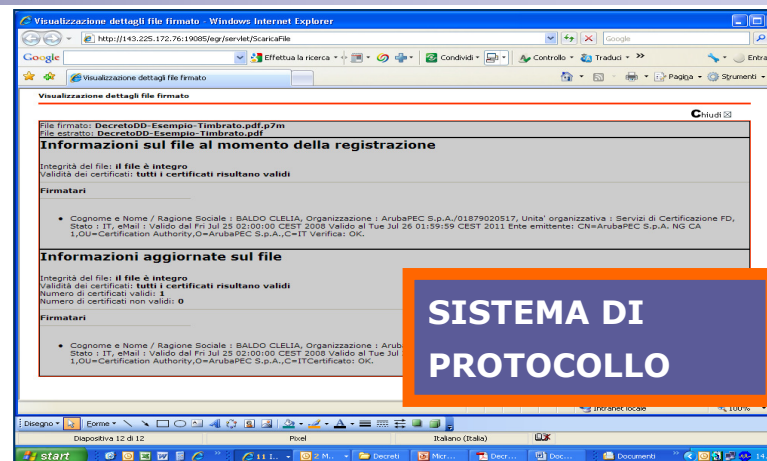 Visualizzazione dettagli file firmato - Windows Internet Explorer
http://143.225.172.76:19085/egr/servlet/ScaricaFile
Google
Google Effettua la ricerca Condividi Controllo Traduci Entra
Visualizzazione dettagli file firmato Pagina Strumenti
Visualizzazione dettagli file firmato
Chiudi
File firmato: DecretoDD-Esempio-Timbrato.pdf.p7m
File estratto: DecretoDD-Esempio-Timbrato.pdf
Informazioni sul file al momento della registrazione
Integrità del file: il file è integro
Validità dei certificati: tutti i certificati risultano validi
Firmatari
• Cognome e Nome / Ragione Sociale : BALDO CLELIA, Organizzazione : ArubaPEC S.p.A./01879020517, Unita' organizzativa : Servizi di Certificazione FD,
Stato : IT, eMail : Valido dal Fri Jul 25 02:00:00 CEST 2008 Valido al Tue Jul 26 01:59:59 CEST 2011 Ente emittente: CN=ArubaPEC S.p.A. NG CA
1,OU=Certification Authority,O=ArubaPEC S.p.A.,C=IT Verifica: OK.
Informazioni aggiornate sul file
Integrità del file: il file è integro
Validità dei certificati: tutti i certificati risultano validi
Numero di certificati validi: 1
Numero di certificati non validi: 0
Firmatari
• Cognome e Nome / Ragione Sociale : BALDO CLELIA, Organizzazione : Aruba
Stato : IT, eMail : Valido dal Fri Jul 25 02:00:00 CEST 2008 Valido al Tue Jul
1,OU=Certification Authority,O=ArubaPEC S.p.A.,C=ITCertificato: OK.
SISTEMA DI
PROTOCOLLO
Intranet locale 100%
Disegno Forme
Diapositiva 12 di 12 Pixel Italiano (Italia)
start 11 I... 2 M... Decreti Micr... Decr... Doc... Documenti 14.